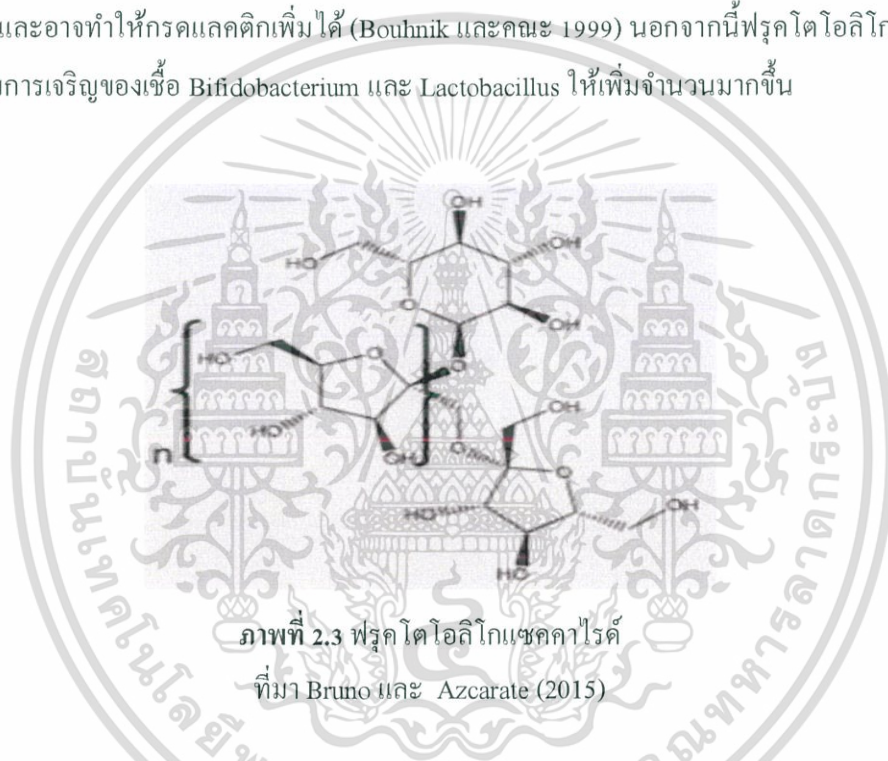 และอาจทำให้กรดแลคติกเพิ่มได้ (Bouhnik และคณะ 1999) นอกจากนี้ฟรุคโตโอลิโก
การเจริญของเชื้อ Bifidobacterium และ Lactobacillus ให้เพิ่มจำนวนมากขึ้น
OH
HO
OH
O
OH
HO
O
O
OH
HO
O
n
OH
O
HO
OH
HO
ภาพที่ 2.3 ฟรุคโตโอลิโกแซคคาไรด์
ที่มา Bruno และ Azcarate (2015)